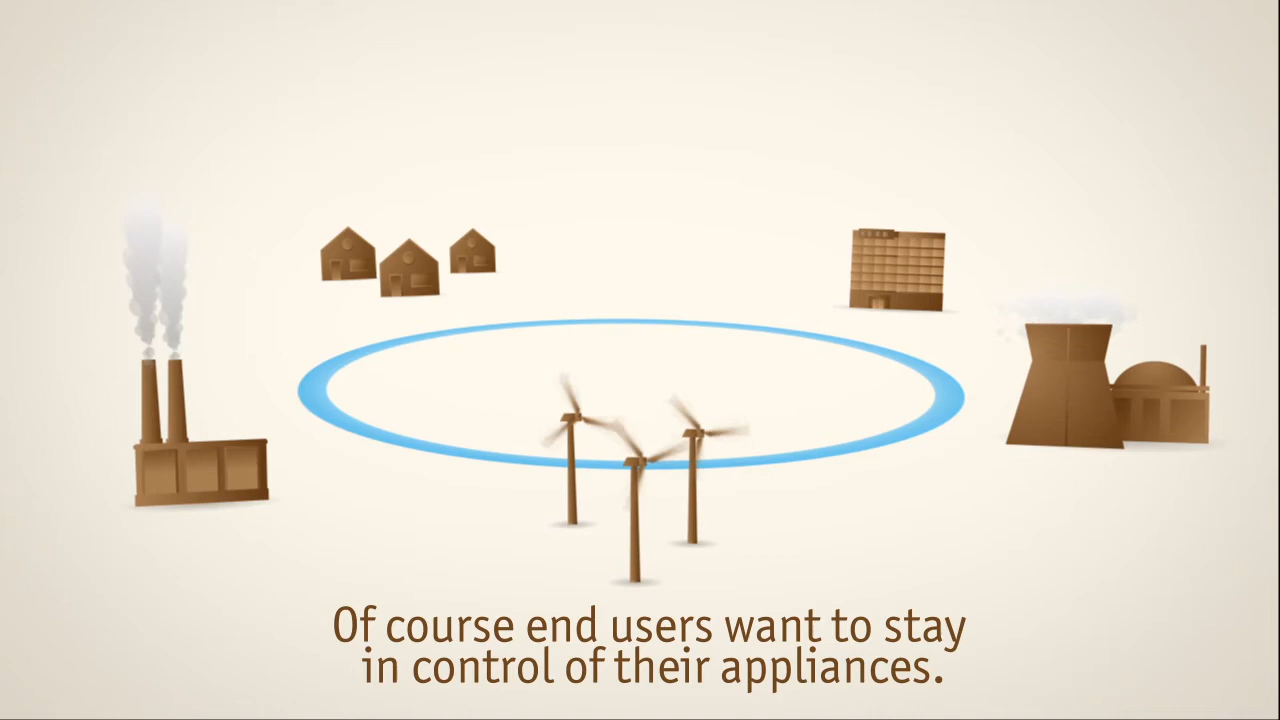 Of course end users want to stay
in control of their appliances.